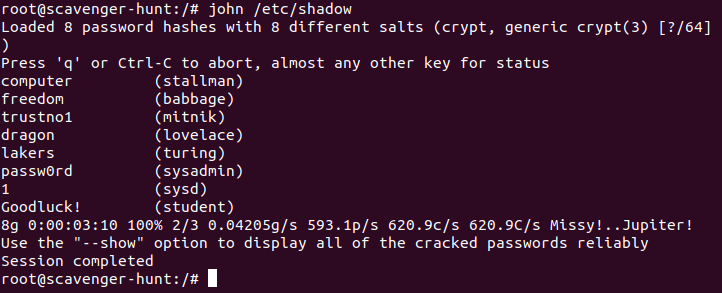 root@scavenger-hunt:/# john /etc/shadow
Loaded 8 password hashes with 8 different salts (crypt, generic crypt(3) [?/64]
)
Press 'q' or Ctrl-C to abort, almost any other key for status
computer         (stallman)
freedom          (babbage)
trustno1         (mitnik)
dragon           (lovelace)
lakers           (turing)
passw0rd         (sysadmin)
1                (sysd)
Goodluck!        (student)
8g 0:00:03:10 100% 2/3 0.04205g/s 593.1p/s 620.9c/s 620.9C/s Missy!..Jupiter!
Use the "--show" option to display all of the cracked passwords reliably
Session completed
root@scavenger-hunt:/#